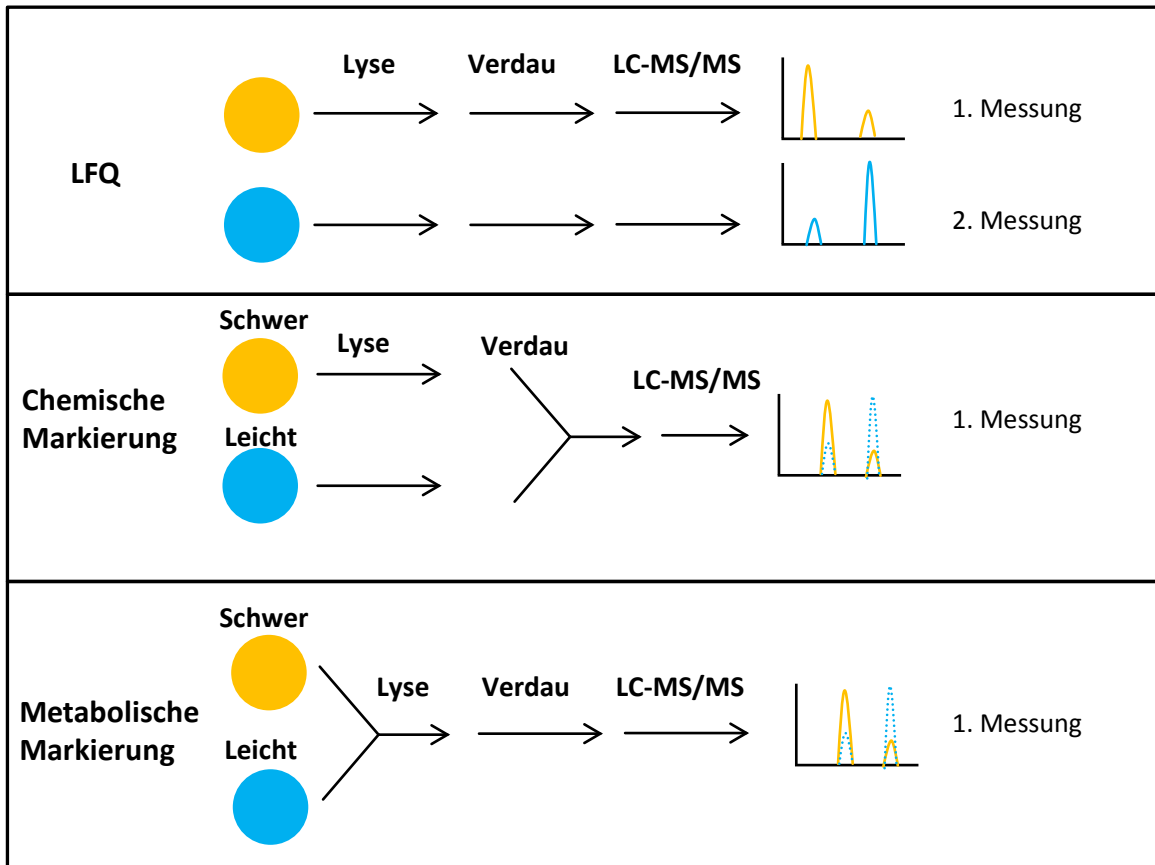 Lyse
Verdau
LC-MS/MS
LFQ
1. Messung
2. Messung
Schwer
Lyse
Verdau
LC-MS/MS
Chemische
Markierung
Leicht
1. Messung
Schwer
Lyse
Verdau
LC-MS/MS
Metabolische
Markierung
Leicht
1. Messung